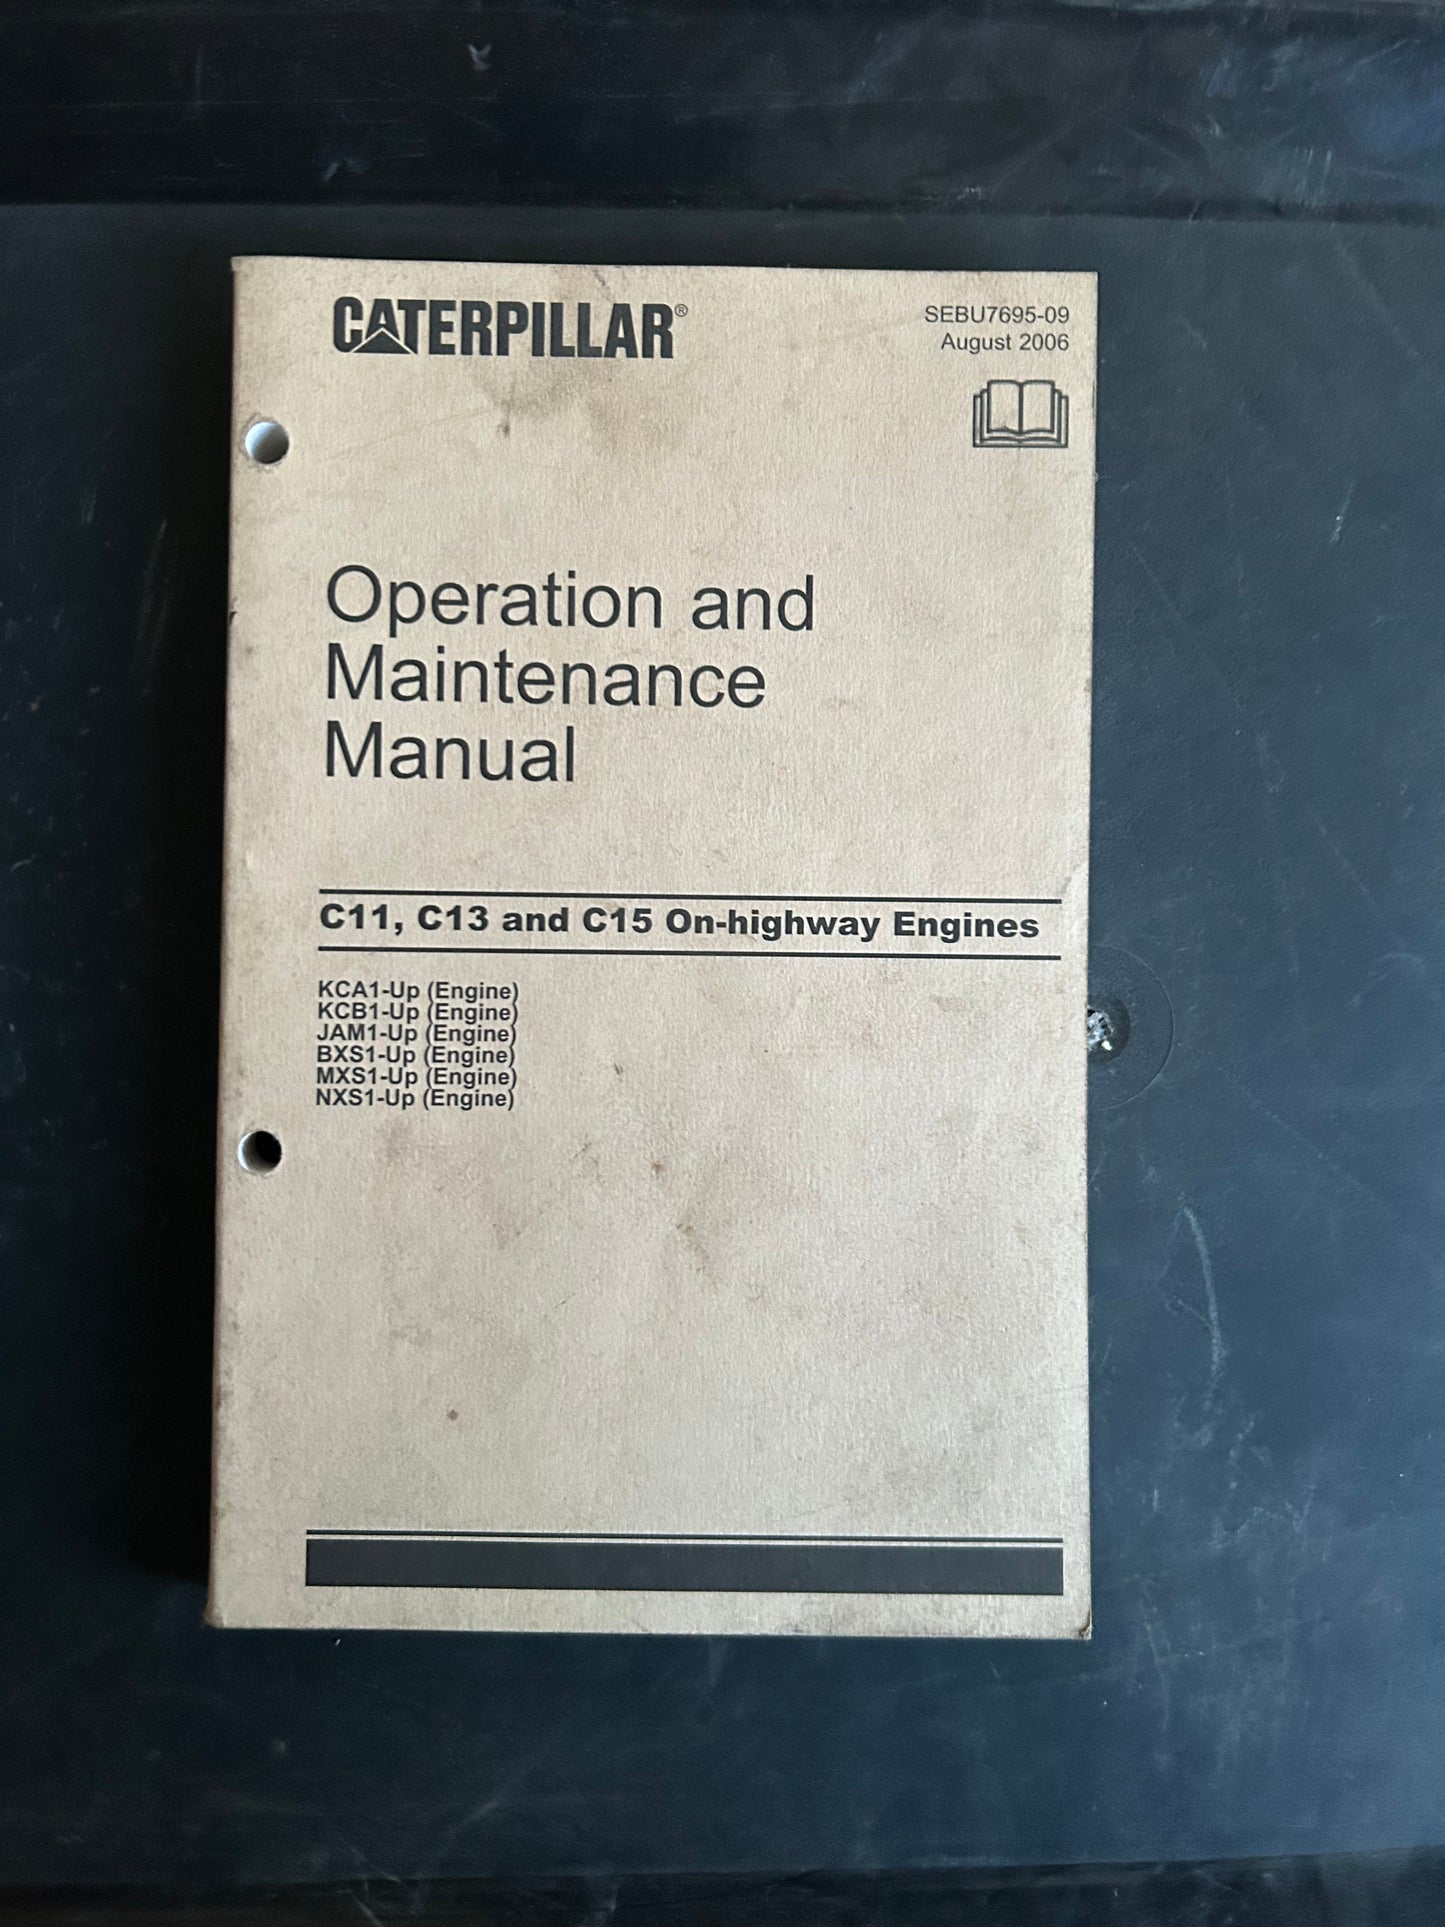 CATERPILLAR®
SEBU7695-09
August 2006
Operation and
Maintenance
Manual
C11, C13 and C15 On-highway Engines
KCA1-Up (Engine)
KCB1-Up (Engine)
JAM1-Up (Engine)
BXS1-Up (Engine)
MXS1-Up (Engine)
NXS1-Up (Engine)